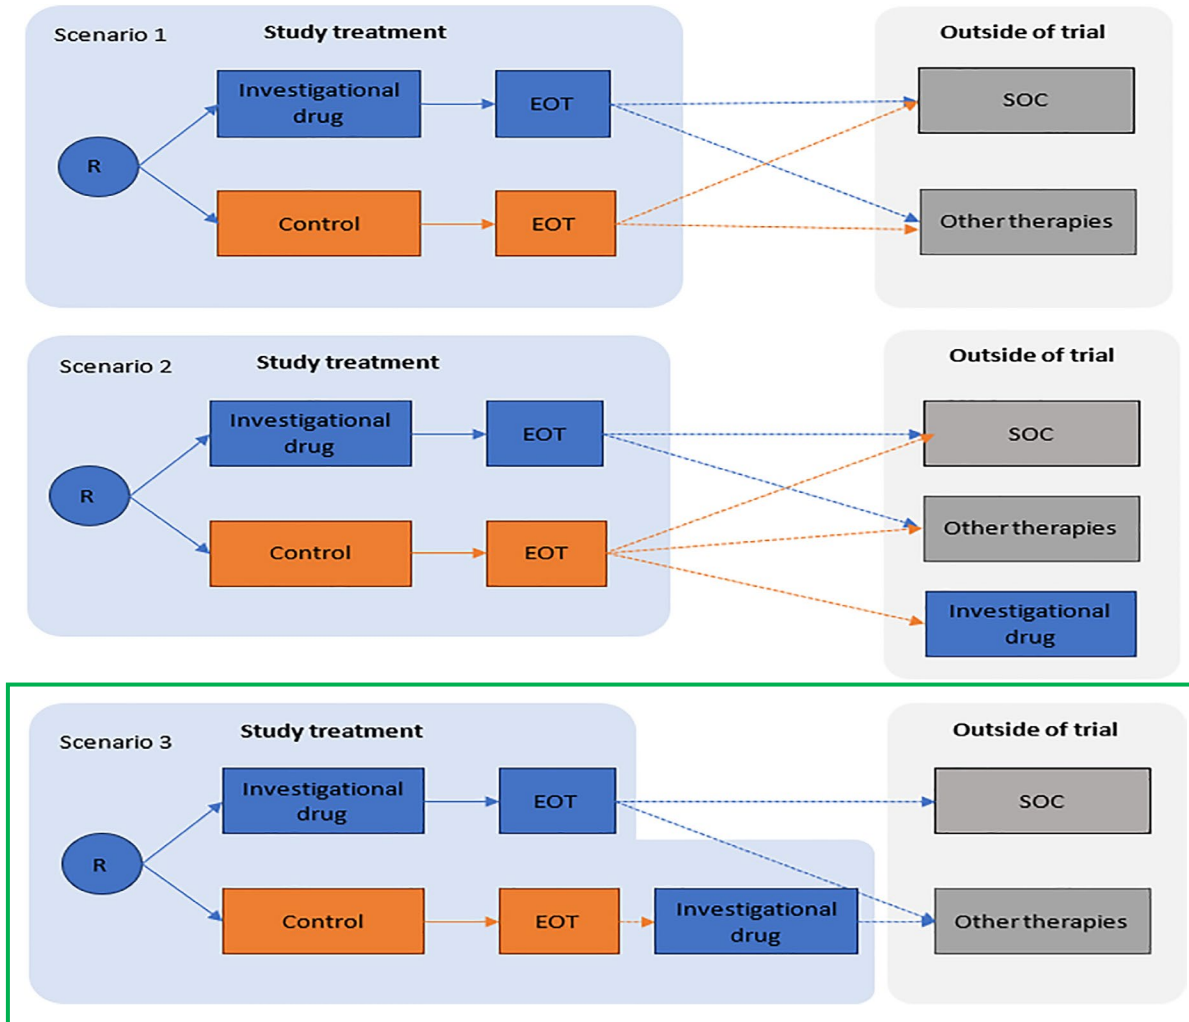 Scenario 1
Study treatment
Outside of trial
Investigational
drug
EOT
SOC
R
Control
EOT
Other therapies
Scenario 2
Study treatment
Outside of trial
Investigational
drug
EOT
SOC
R
Control
EOT
Other therapies
Investigational
drug
Scenario 3
Study treatment
Outside of trial
Investigational
drug
EOT
SOC
R
Control
EOT
Investigational
drug
Other therapies